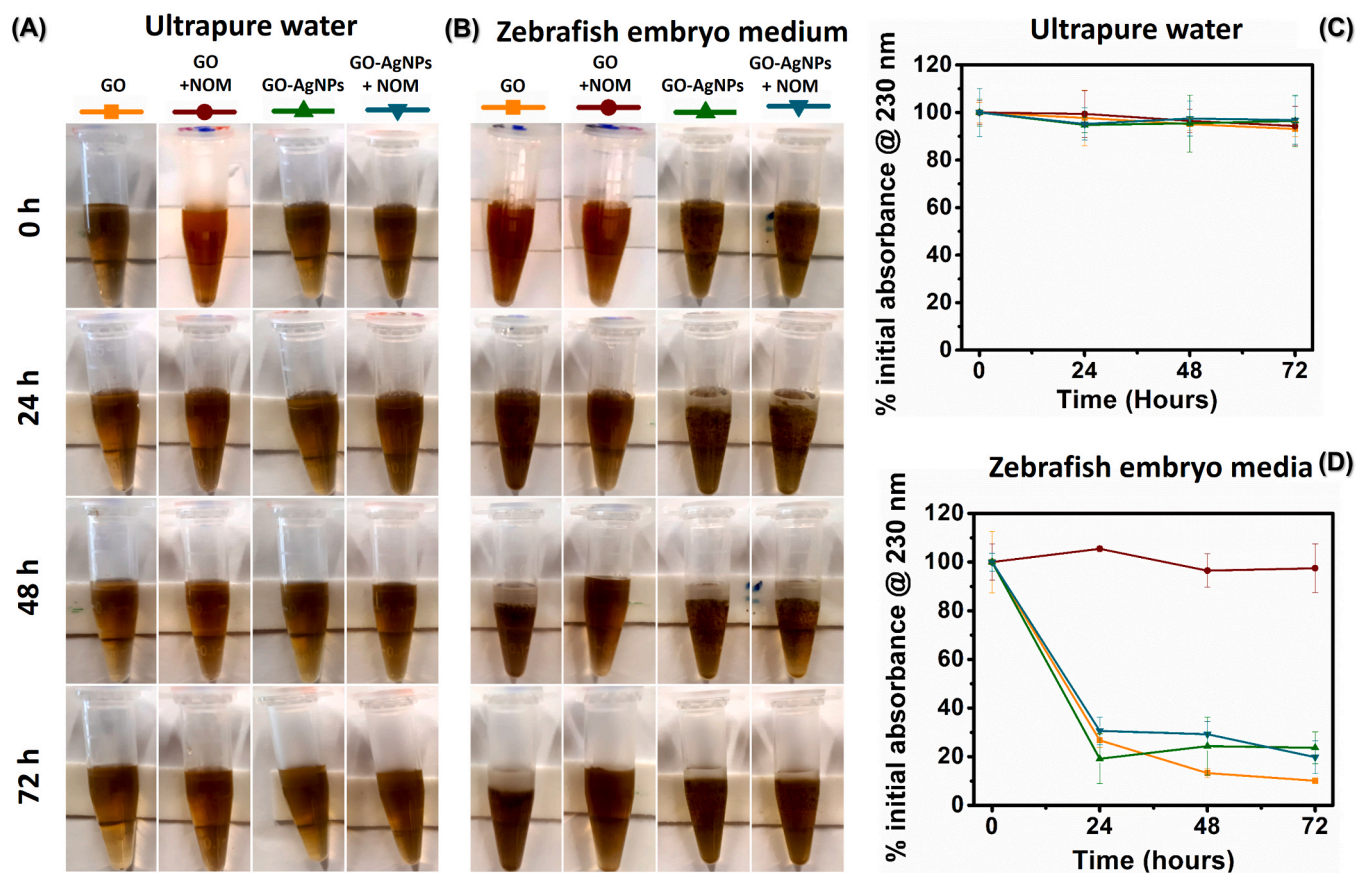 (A)
Ultrapure water
GO
GO
+NOM
GO-AgNPs
GO-AgNPs
+ NOM
0 h
24 h
48 h
72 h
(B)
Zebrafish embryo medium
GO
GO
+NOM
GO-AgNPs
GO-AgNPs
+ NOM
Ultrapure water
(C)
% initial absorbance @ 230 nm
120
100
80
60
40
20
0
0 24 48 72
Time (Hours)
Zebrafish embryo media
(D)
% initial absorbance @ 230 nm
120
100
80
60
40
20
0
0 24 48 72
Time (hours)